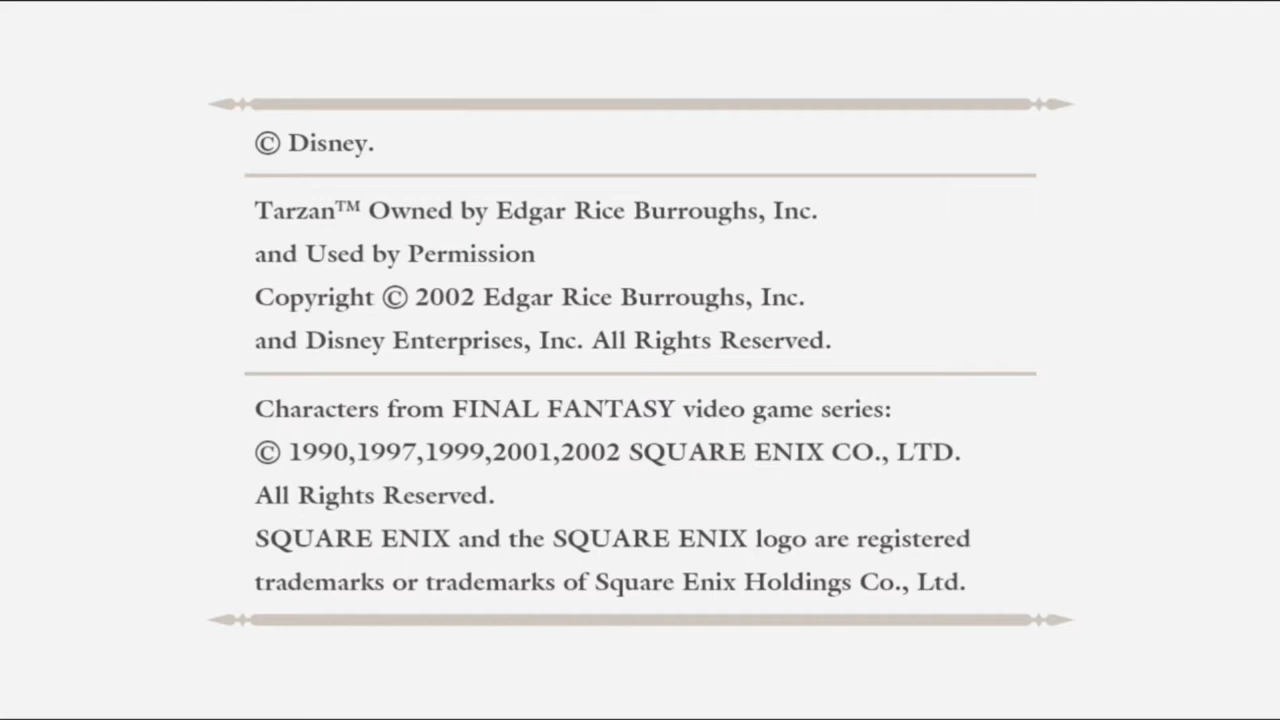 © Disney.
Tarzan™ Owned by Edgar Rice Burroughs, Inc.
and Used by Permission
Copyright © 2002 Edgar Rice Burroughs, Inc.
and Disney Enterprises, Inc. All Rights Reserved.
Characters from FINAL FANTASY video game series:
© 1990,1997,1999,2001,2002 SQUARE ENIX CO., LTD.
All Rights Reserved.
SQUARE ENIX and the SQUARE ENIX logo are registered
trademarks or trademarks of Square Enix Holdings Co., Ltd.